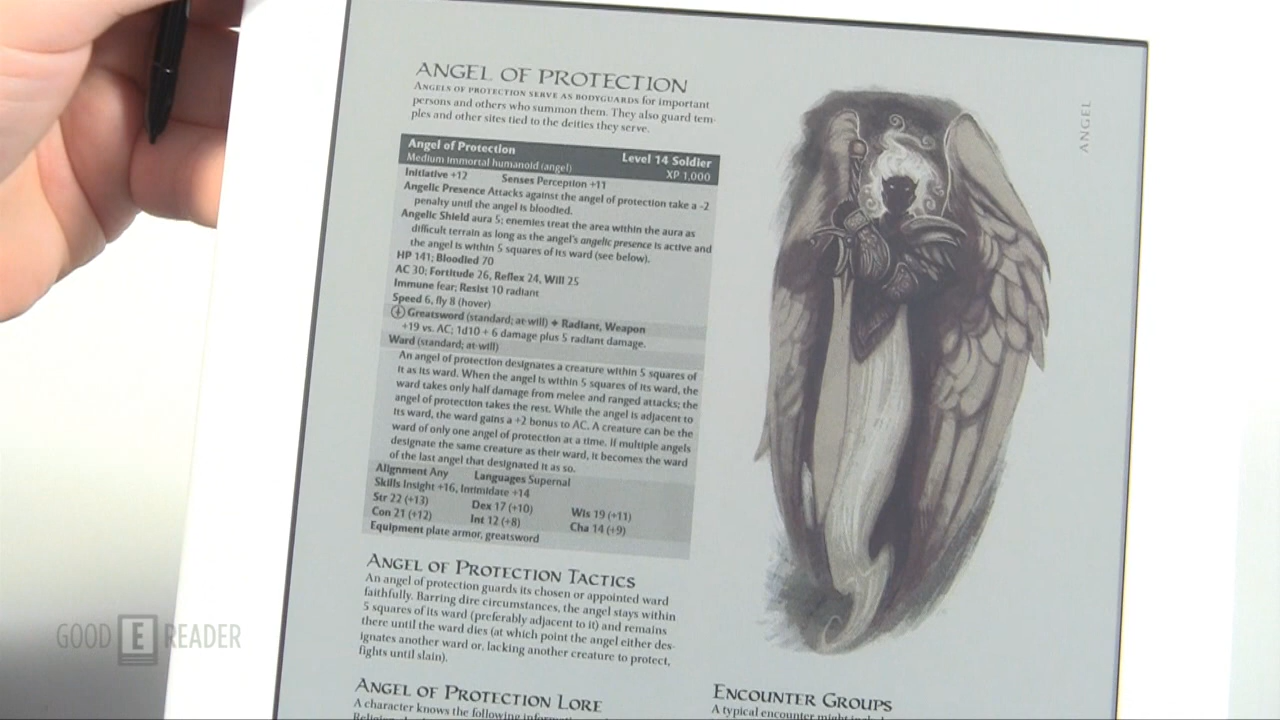 ANGEL OF PROTECTION
ANGELS OF PROTECTION SERVE AS BODYGUARDS for important
persons and others who summon them. They also guard tem-
ples and other sites tied to the deities they serve.
Angel of Protection Level 14 Soldier
Medium immortal humanoid (angel) XP 1,000
Initiative +12 Senses Perception +11
Angelic Presence Attacks against the angel of protection take a -2
penalty until the angel is bloodied.
Angelic Shield aura 5; enemies treat the area within the aura as
difficult terrain as long as the angel's angelic presence is active and
the angel is within 5 squares of its ward (see below).
HP 141; Bloodied 70
AC 30; Fortitude 26, Reflex 24, Will 25
Immune fear; Resist 10 radiant
Speed 6, fly 8 (hover)
Greatsword (standard; at-will) ✦ Radiant, Weapon
+19 vs. AC; 1d10 + 6 damage plus 5 radiant damage.
Ward (standard; at-will)
An angel of protection designates a creature within 5 squares of
it as its ward. When the angel is within 5 squares of its ward, the
ward takes only half damage from melee and ranged attacks; the
angel of protection takes the rest. While the angel is adjacent to
its ward, the ward gains a +2 bonus to AC. A creature can be the
ward of only one angel of protection at a time. If multiple angels
designate the same creature as their ward, it becomes the ward
of the last angel that designated it as so.
Alignment Any Languages Supernal
Skills Insight +16, Intimidate +14
Str 22 (+13) Dex 17 (+10) Wis 19 (+11)
Con 21 (+12) Int 12 (+8) Cha 14 (+9)
Equipment plate armor, greatsword
ANGEL OF PROTECTION TACTICS
An angel of protection guards its chosen or appointed ward
faithfully. Barring dire circumstances, the angel stays within
5 squares of its ward (preferably adjacent to it) and remains
there until the ward dies (at which point the angel either des-
ignates another ward or, lacking another creature to protect,
fights until slain).
ANGEL OF PROTECTION LORE
A character knows the following
ENCOUNTER GROUPS
A typical encounter might
ANGEL
GOOD E READER